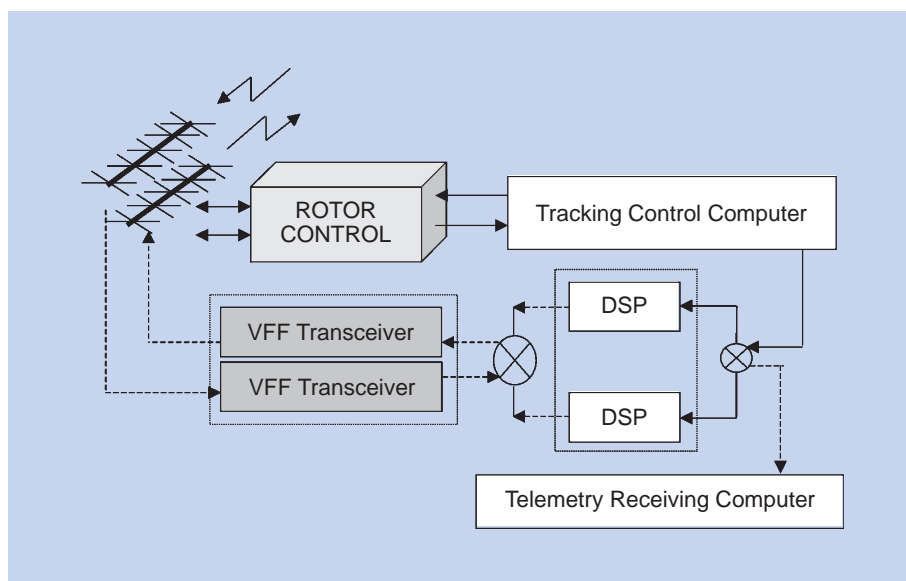 ROTOR
CONTROL
Tracking Control Computer
VFF Transceiver
VFF Transceiver
DSP
DSP
Telemetry Receiving Computer